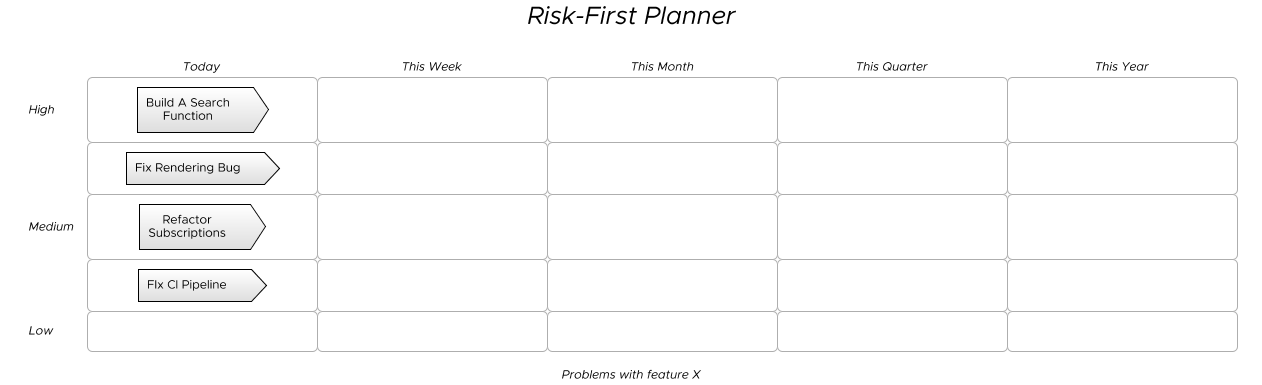 Risk-First Planner
Today This Week This Month This Quarter This Year
High
Build A Search
Function
Fix Rendering Bug
Medium
Refactor
Subscriptions
FIx CI Pipeline
Low
Problems with feature X